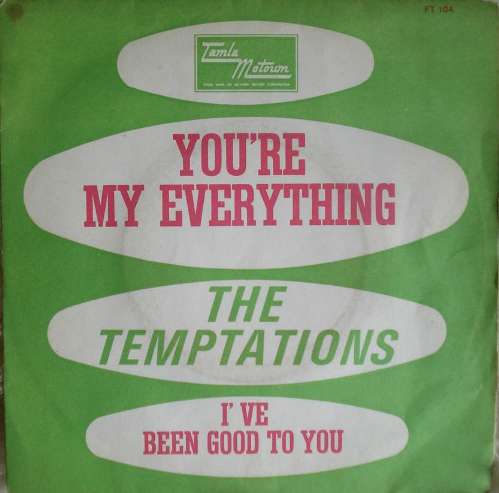 FT 104
Tamla
Motown
YOU'RE
MY EVERYTHING
THE
TEMPTATIONS
I'VE
BEEN GOOD TO YOU